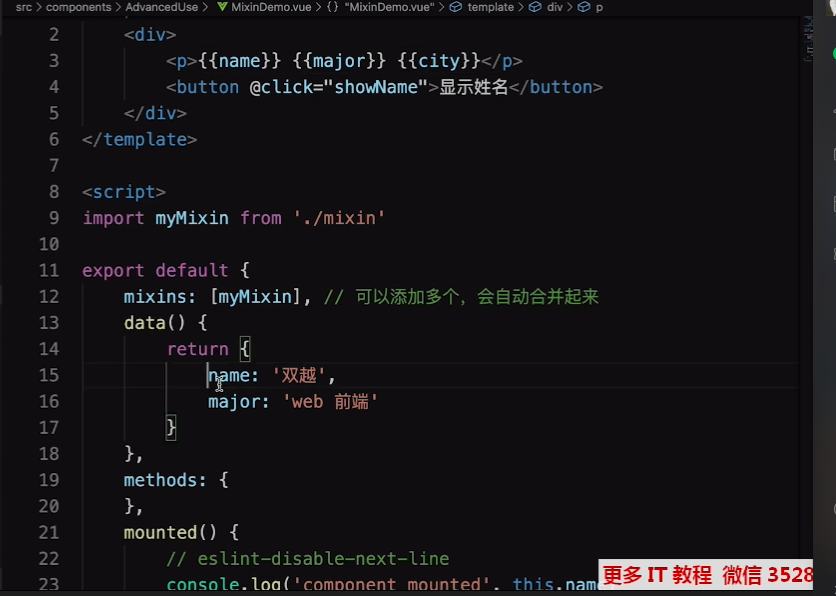 src > components > AdvancedUse > MixinDemo.vue > {} "MixinDemo.vue" > template > div > p
2 <div>
3 <p>{{name}} {{major}} {{city}}</p>
4 <button @click="showName">显示姓名</button>
5 </div>
6 </template>
7
8 <script>
9 import myMixin from './mixin'
10
11 export default {
12 mixins: [myMixin], // 可以添加多个，会自动合并起来
13 data() {
14 return {
15 name: '双越',
16 major: 'web 前端'
17 }
18 },
19 methods: {
20 },
21 mounted() {
22 // eslint-disable-next-line
23 console.log('component mounted', this.name
更多 IT 教程 微信 3528